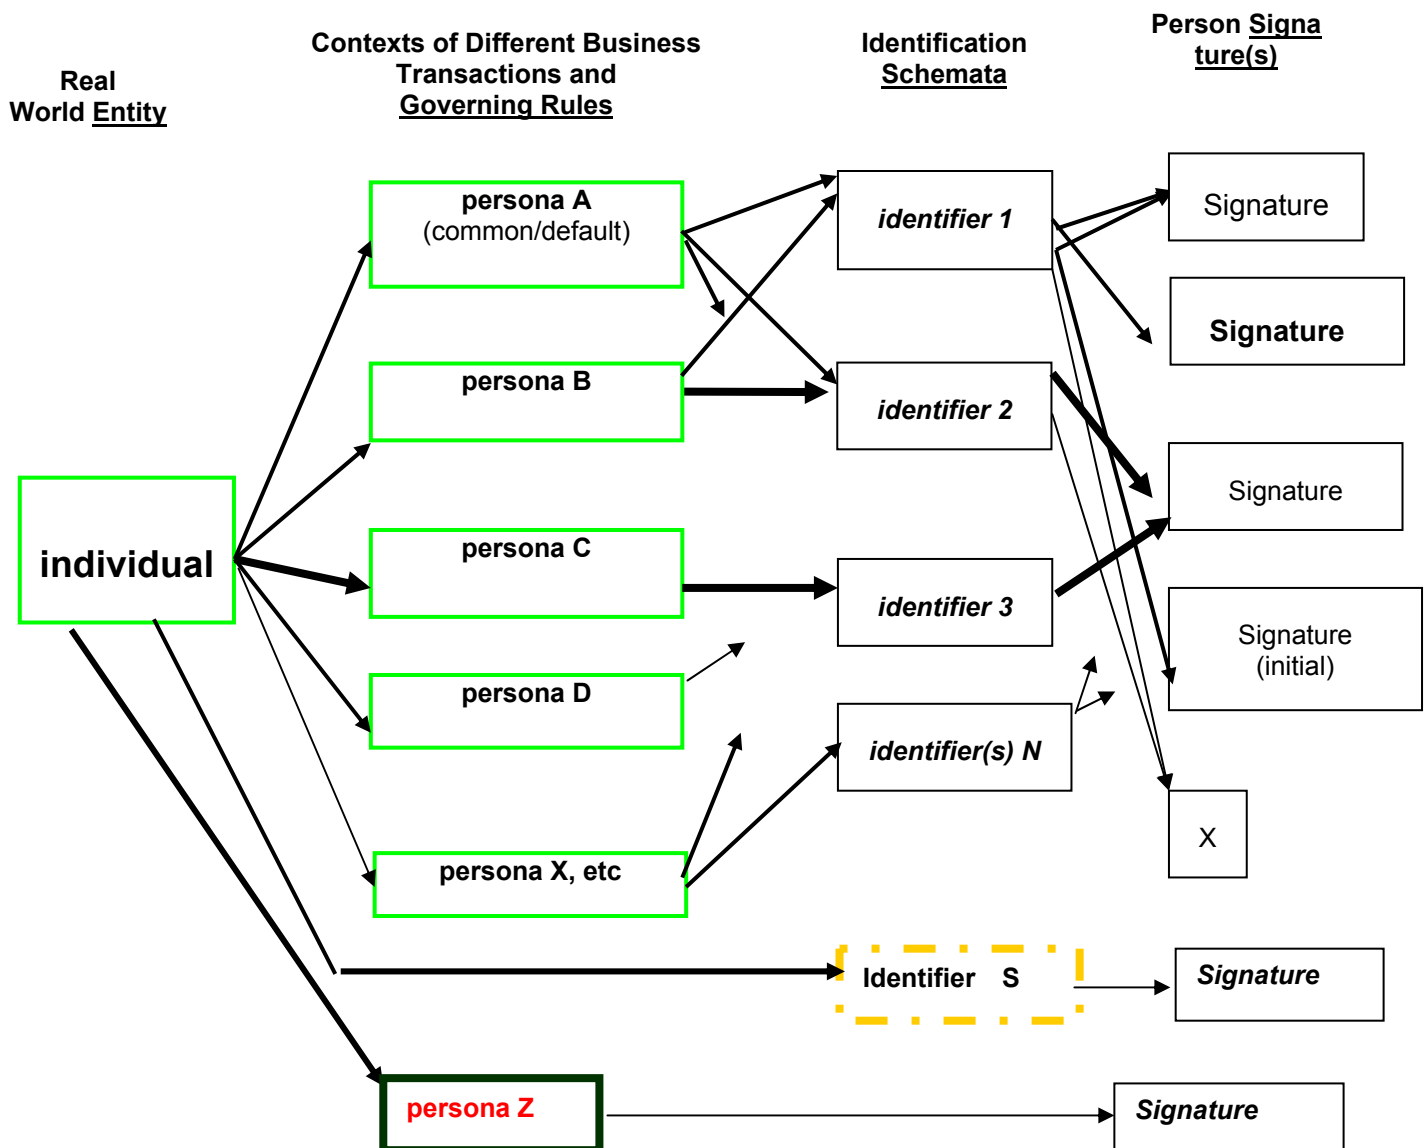 Real
World Entity
Contexts of Different Business
Transactions and
Governing Rules
Identification
Schemata
Person Signa
ture(s)
individual
persona A
(common/default)
persona B
persona C
persona D
persona X, etc
persona Z
identifier 1
identifier 2
identifier 3
identifier(s) N
Identifier S
Signature
Signature
Signature
Signature
(initial)
X
Signature
Signature